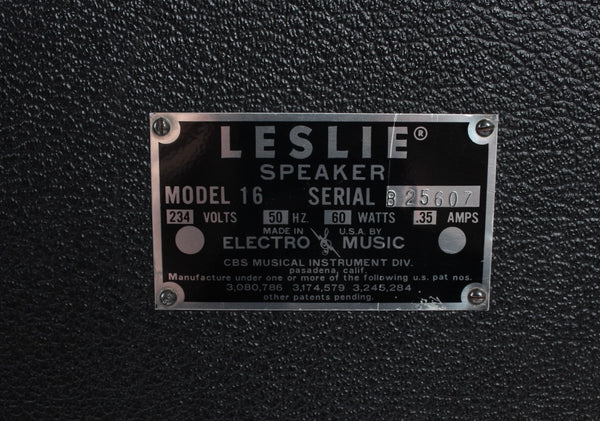 LESLIE®
SPEAKER
MODEL 16 SERIAL B25607
234 VOLTS 50 HZ. 60 WATTS .35 AMPS
MADE IN U.S.A. BY
ELECTRO MUSIC
CBS MUSICAL INSTRUMENT DIV.
pasadena, calif.
Manufacture under one or more of the following u.s. pat nos.
3,080,786 3,174,579 3,245,284
other patents pending.